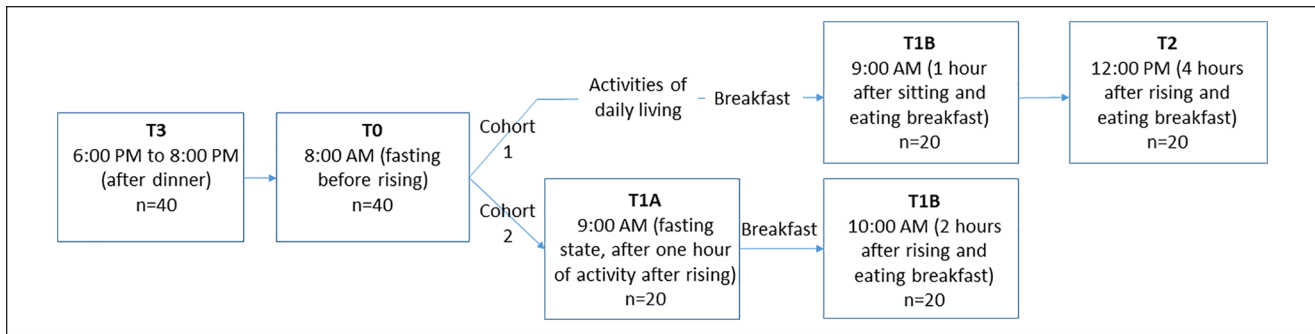 T3
6:00 PM to 8:00 PM
(after dinner)
n=40
T0
8:00 AM (fasting
before rising)
n=40
Cohort
1
Activities of
daily living
Breakfast
T1B
9:00 AM (1 hour
after sitting and
eating breakfast)
n=20
T2
12:00 PM (4 hours
after rising and
eating breakfast)
n=20
Cohort
2
T1A
9:00 AM (fasting
state, after one hour
of activity after rising)
n=20
Breakfast
T1B
10:00 AM (2 hours
after rising and
eating breakfast)
n=20